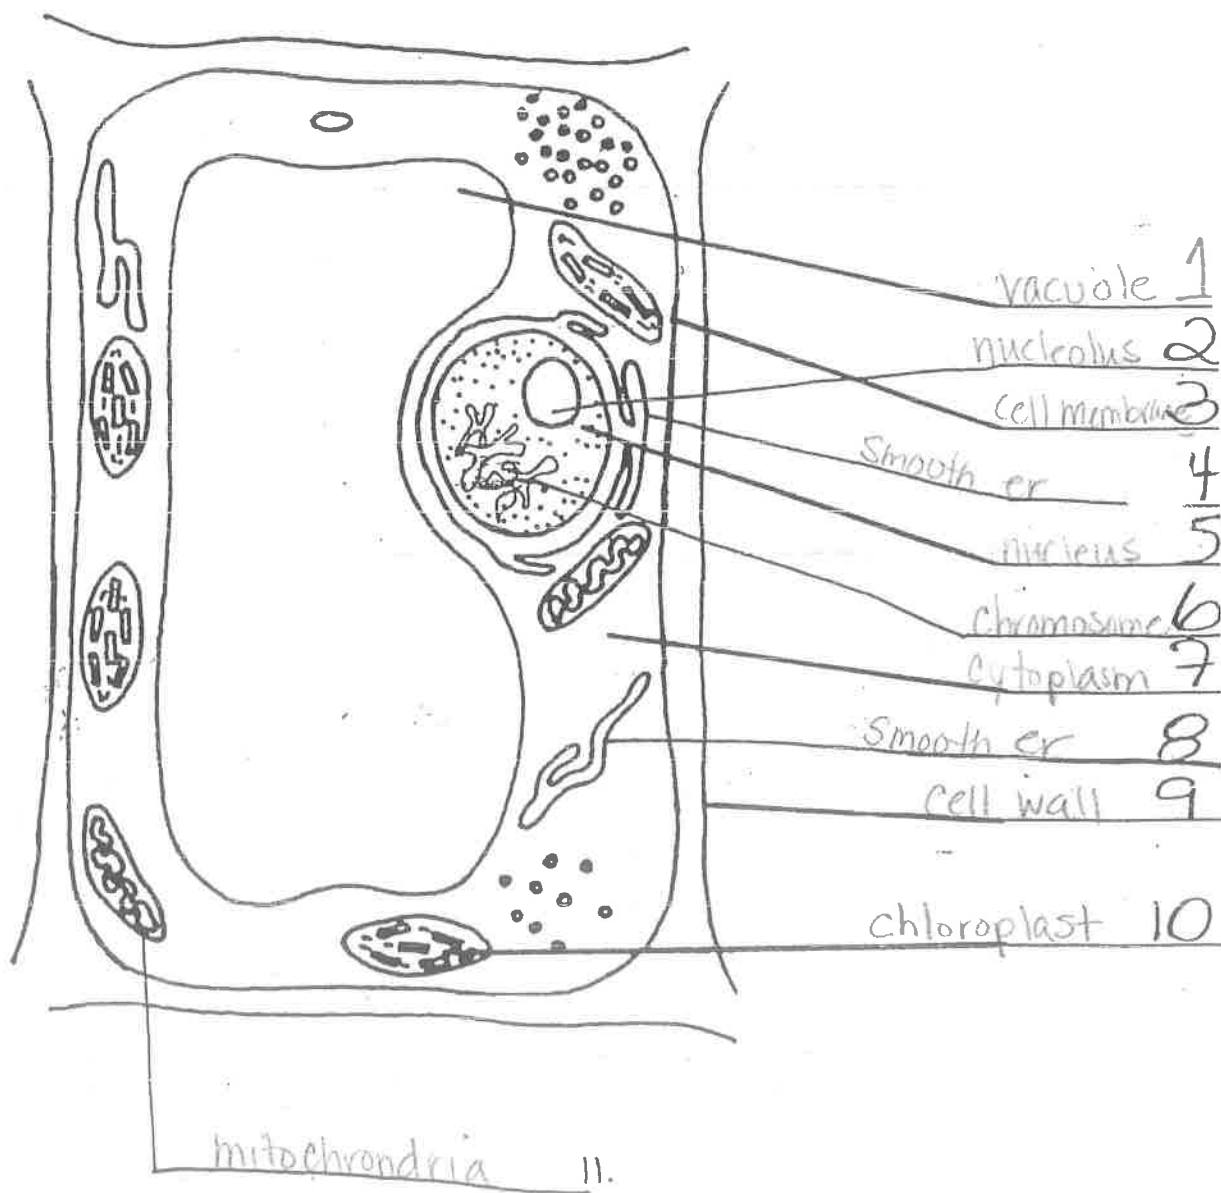 vacuole 1
nucleolus 2
cell membrane 3
Smooth er 4
nucleus 5
chromosome 6
cytoplasm 7
Smooth er 8
cell wall 9
chloroplast 10
mitochrondria 11.